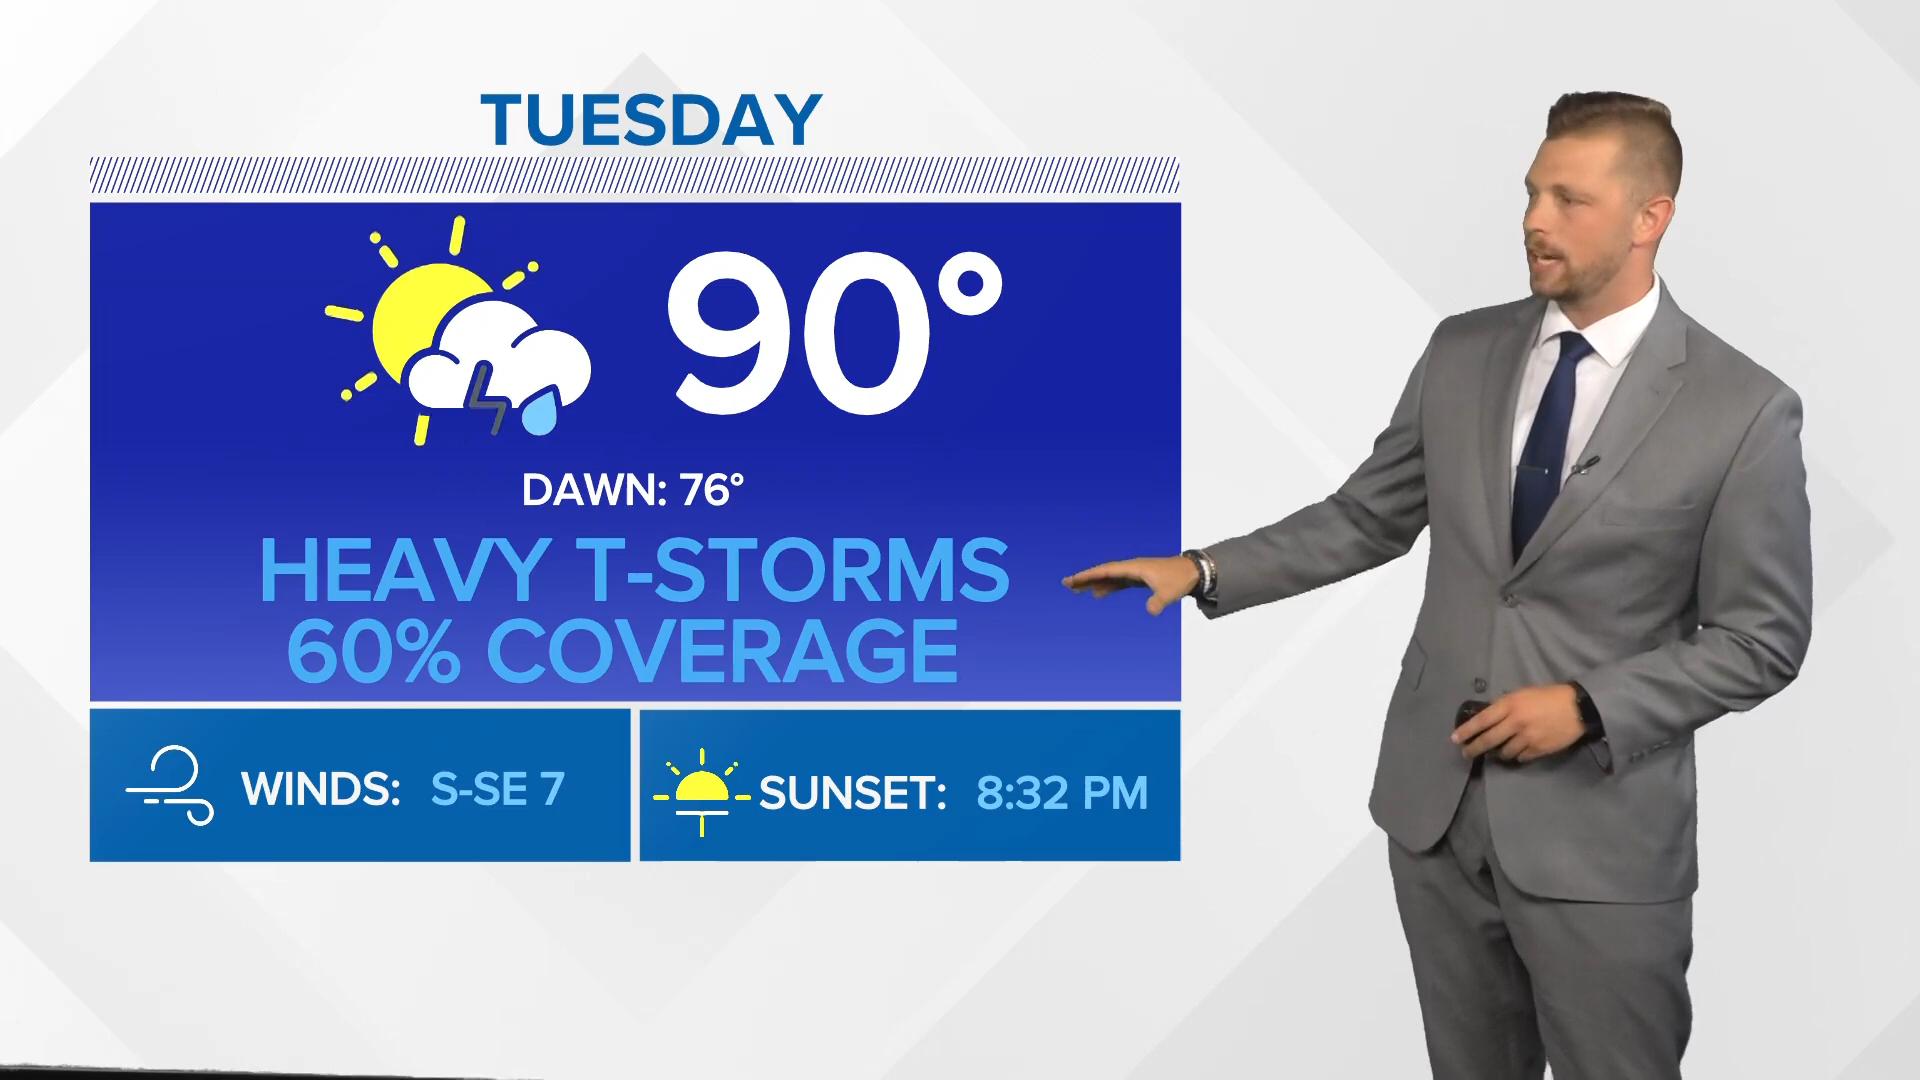 TUESDAY
90°
DAWN: 76°
HEAVY T-STORMS
60% COVERAGE
WINDS: S-SE 7
SUNSET: 8:32 PM